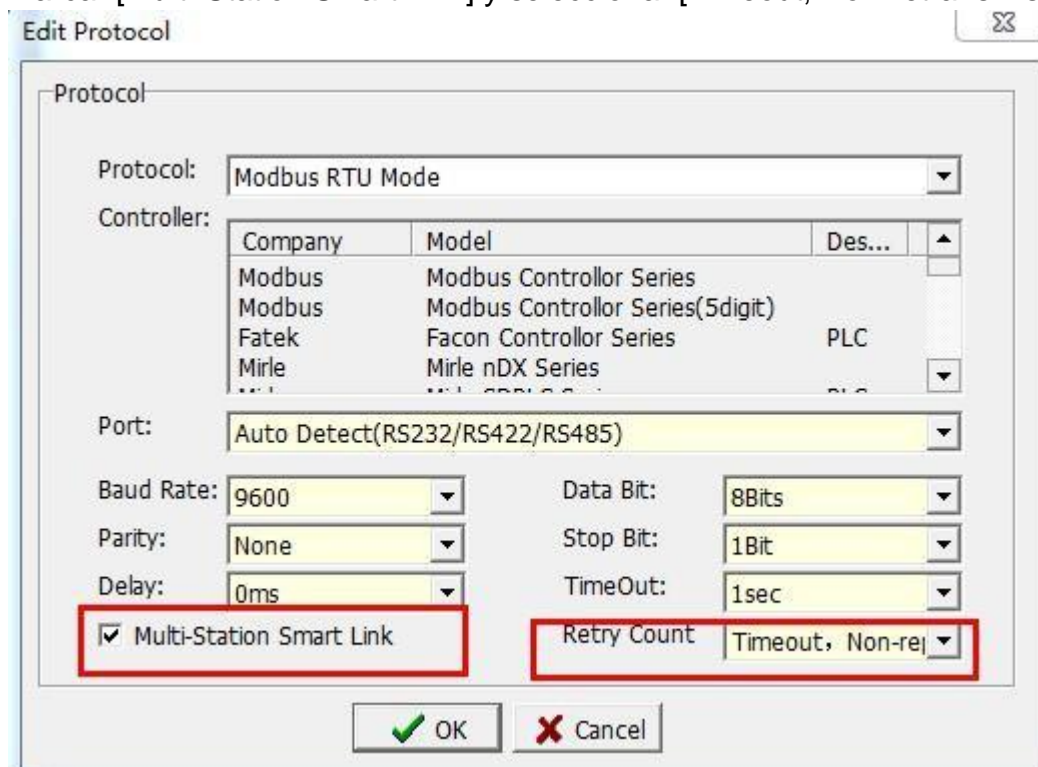 Edit Protocol
Protocol
Protocol: Modbus RTU Mode
Controller:
Company Model Des...
Modbus Modbus Controllor Series
Modbus Modbus Controllor Series(5digit)
Fatek Facon Controllor Series PLC
Mirle Mirle nDX Series
Port: Auto Detect(RS232/RS422/RS485)
Baud Rate: 9600 Data Bit: 8Bits
Parity: None Stop Bit: 1Bit
Delay: 0ms TimeOut: 1sec
Multi-Station Smart Link Retry Count Timeout，Non-re
OK Cancel